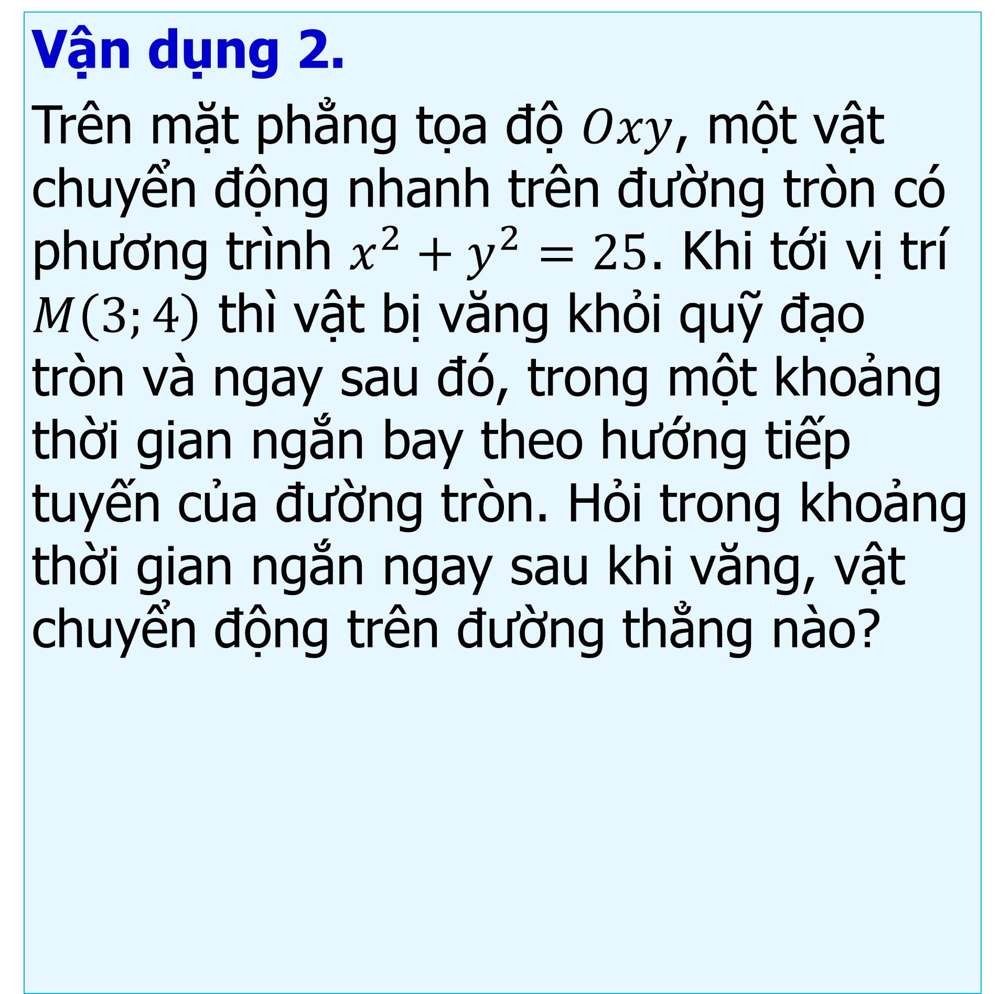 Vận dụng 2.
Trên mặt phẳng tọa độ Oxy, một vật
chuyển động nhanh trên đường tròn có
phương trình x² + y² = 25. Khi tới vị trí
M(3; 4) thì vật bị văng khỏi quỹ đạo
tròn và ngay sau đó, trong một khoảng
thời gian ngắn bay theo hướng tiếp
tuyến của đường tròn. Hỏi trong khoảng
thời gian ngắn ngay sau khi văng, vật
chuyển động trên đường thẳng nào?